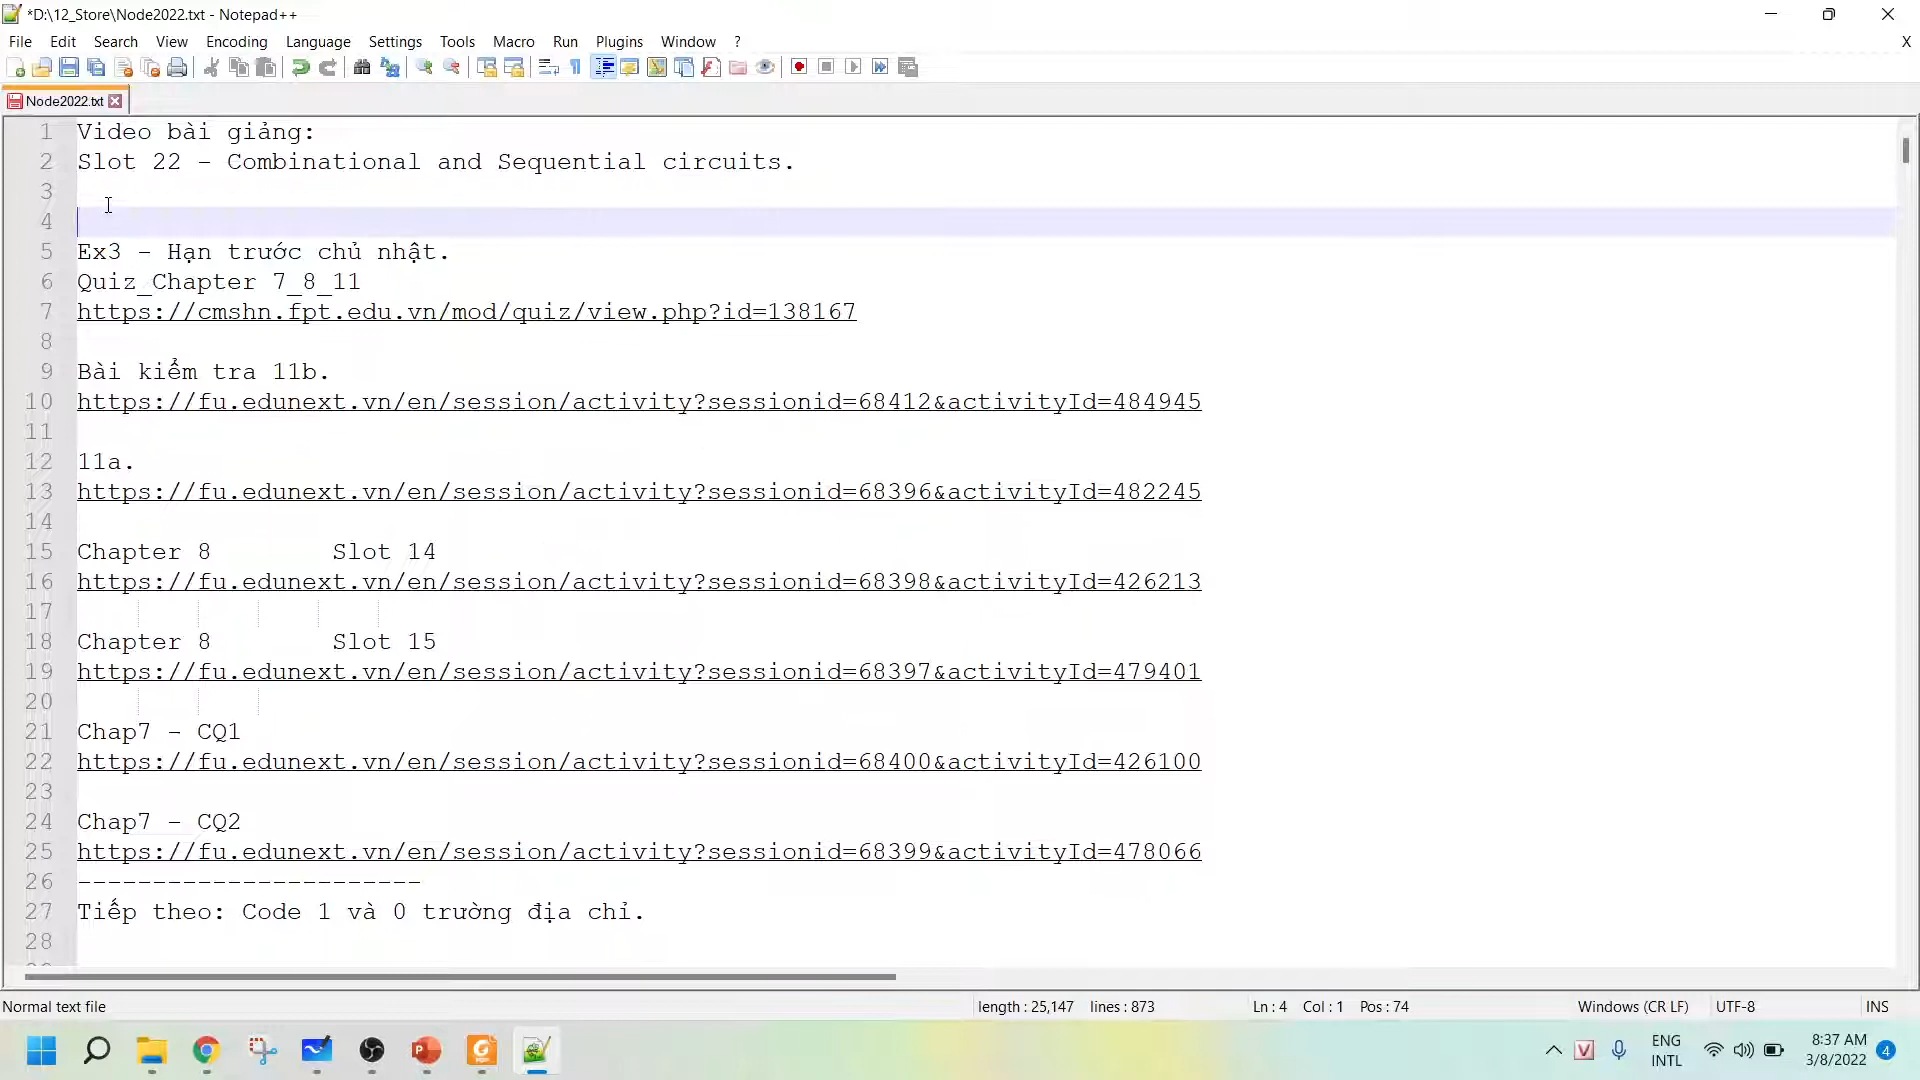 *D:\12_Store\Node2022.txt - Notepad++
File Edit Search View Encoding Language Settings Tools Macro Run Plugins Window ? X
Node2022.txt
1 Video bài giảng:
2 Slot 22 - Combinational and Sequential circuits.
3
4
5 Ex3 - Hạn trước chủ nhật.
6 Quiz_Chapter 7_8_11
7 https://cmshn.fpt.edu.vn/mod/quiz/view.php?id=138167
8
9 Bài kiểm tra 11b.
10 https://fu.edunext.vn/en/session/activity?sessionid=68412&activityId=484945
11
12 11a.
13 https://fu.edunext.vn/en/session/activity?sessionid=68396&activityId=482245
14
15 Chapter 8 Slot 14
16 https://fu.edunext.vn/en/session/activity?sessionid=68398&activityId=426213
17
18 Chapter 8 Slot 15
19 https://fu.edunext.vn/en/session/activity?sessionid=68397&activityId=479401
20
21 Chap7 - CQ1
22 https://fu.edunext.vn/en/session/activity?sessionid=68400&activityId=426100
23
24 Chap7 - CQ2
25 https://fu.edunext.vn/en/session/activity?sessionid=68399&activityId=478066
26 -----------------------
27 Tiếp theo: Code 1 và 0 trường địa chỉ.
28
Normal text file length : 25,147 lines : 873 Ln : 4 Col : 1 Pos : 74 Windows (CR LF) UTF-8 INS
ENG 8:37 AM
INTL 3/8/2022 4